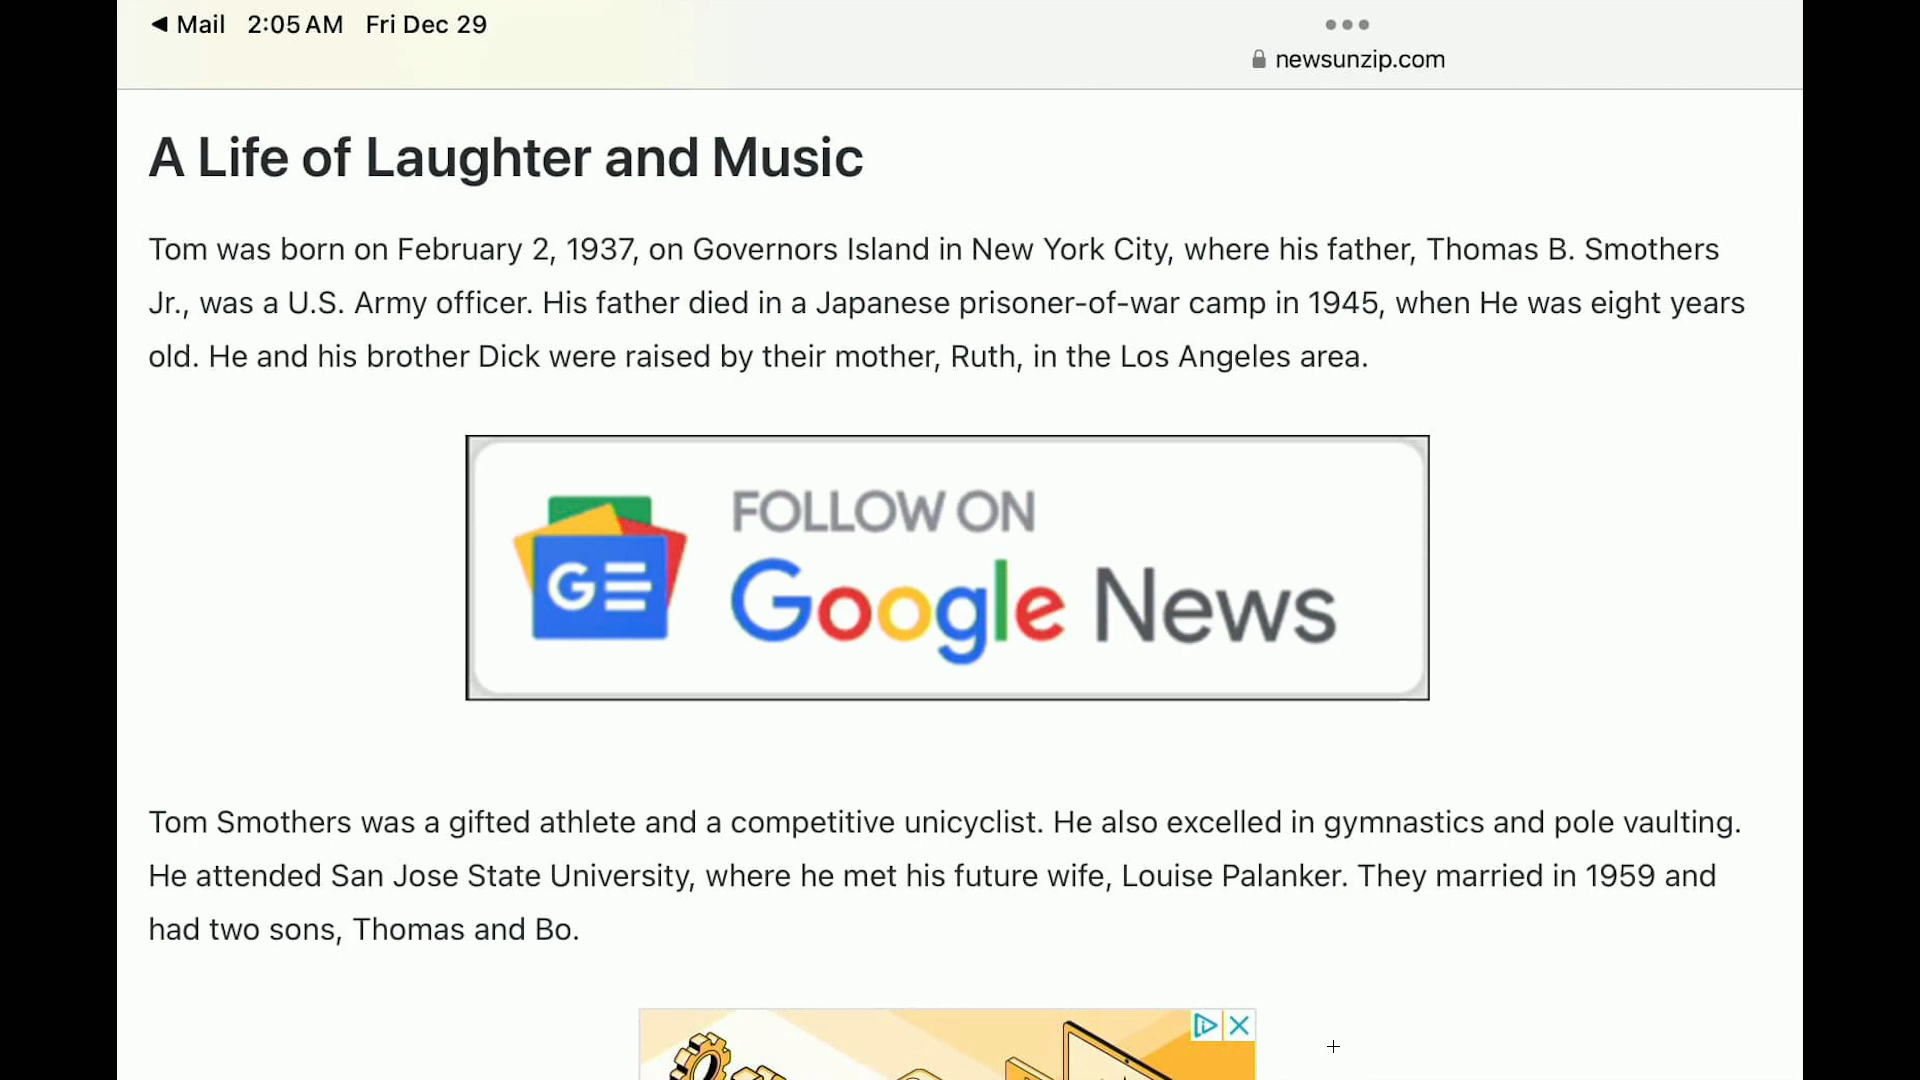 ◀ Mail 2:05 AM Fri Dec 29
newsunzip.com
A Life of Laughter and Music
Tom was born on February 2, 1937, on Governors Island in New York City, where his father, Thomas B. Smothers
Jr., was a U.S. Army officer. His father died in a Japanese prisoner-of-war camp in 1945, when He was eight years
old. He and his brother Dick were raised by their mother, Ruth, in the Los Angeles area.
GE
FOLLOW ON
Google News
Tom Smothers was a gifted athlete and a competitive unicyclist. He also excelled in gymnastics and pole vaulting.
He attended San Jose State University, where he met his future wife, Louise Palanker. They married in 1959 and
had two sons, Thomas and Bo.